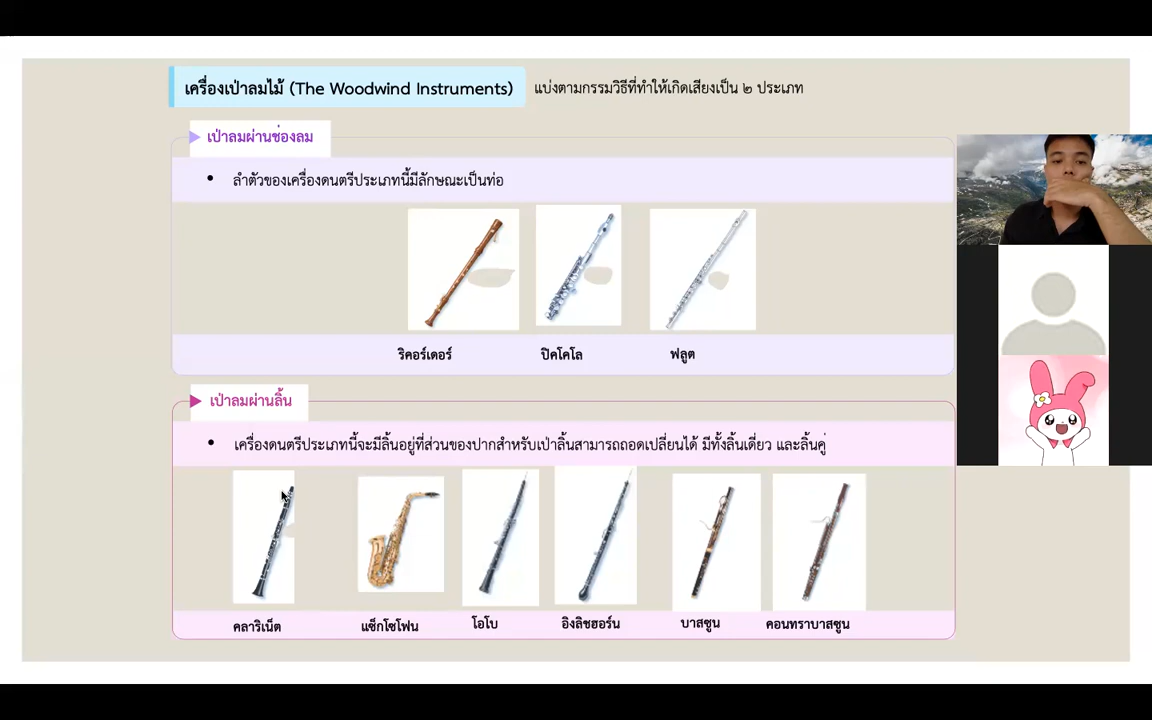 เครื่องเป่าลมไม้ (The Woodwind Instruments) แบ่งตามกรรมวิธีที่ทำให้เกิดเสียงเป็น ๒ ประเภท
เป่าลมผ่านช่องลม
• ลำตัวของเครื่องดนตรีประเภทนี้มีลักษณะเป็นท่อ
ริคอร์เดอร์ ปิคโคโล ฟลูต
เป่าลมผ่านลิ้น
• เครื่องดนตรีประเภทนี้จะมีลิ้นอยู่ที่ส่วนของปากสำหรับเป่าลิ้นสามารถถอดเปลี่ยนได้ มีทั้งลิ้นเดี่ยว และลิ้นคู่
คลาริเน็ต แซ็กโซโฟน โอโบ อิงลิชฮอร์น บาสซูน คอนทราบาสซูน